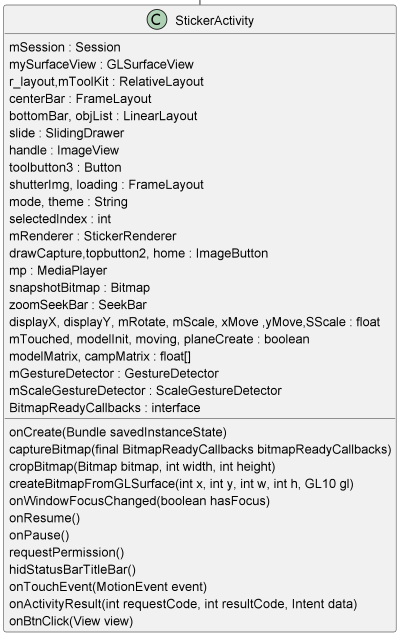 C StickerActivity
mSession : Session
mySurfaceView : GLSurfaceView
r_layout,mToolKit : RelativeLayout
centerBar : FrameLayout
bottomBar, objList : LinearLayout
slide : SlidingDrawer
handle : ImageView
toolbutton3 : Button
shutterImg, loading : FrameLayout
mode, theme : String
selectedIndex : int
mRenderer : StickerRenderer
drawCapture,topbutton2, home : ImageButton
mp : MediaPlayer
snapshotBitmap : Bitmap
zoomSeekBar : SeekBar
displayX, displayY, mRotate, mScale, xMove ,yMove,SScale : float
mTouched, modelInit, moving, planeCreate : boolean
modelMatrix, campMatrix : float[]
mGestureDetector : GestureDetector
mScaleGestureDetector : ScaleGestureDetector
BitmapReadyCallbacks : interface
onCreate(Bundle savedInstanceState)
captureBitmap(final BitmapReadyCallbacks bitmapReadyCallbacks)
cropBitmap(Bitmap bitmap, int width, int height)
createBitmapFromGLSurface(int x, int y, int w, int h, GL10 gl)
onWindowFocusChanged(boolean hasFocus)
onResume()
onPause()
requestPermission()
hidStatusBarTitleBar()
onTouchEvent(MotionEvent event)
onActivityResult(int requestCode, int resultCode, Intent data)
onBtnClick(View view)